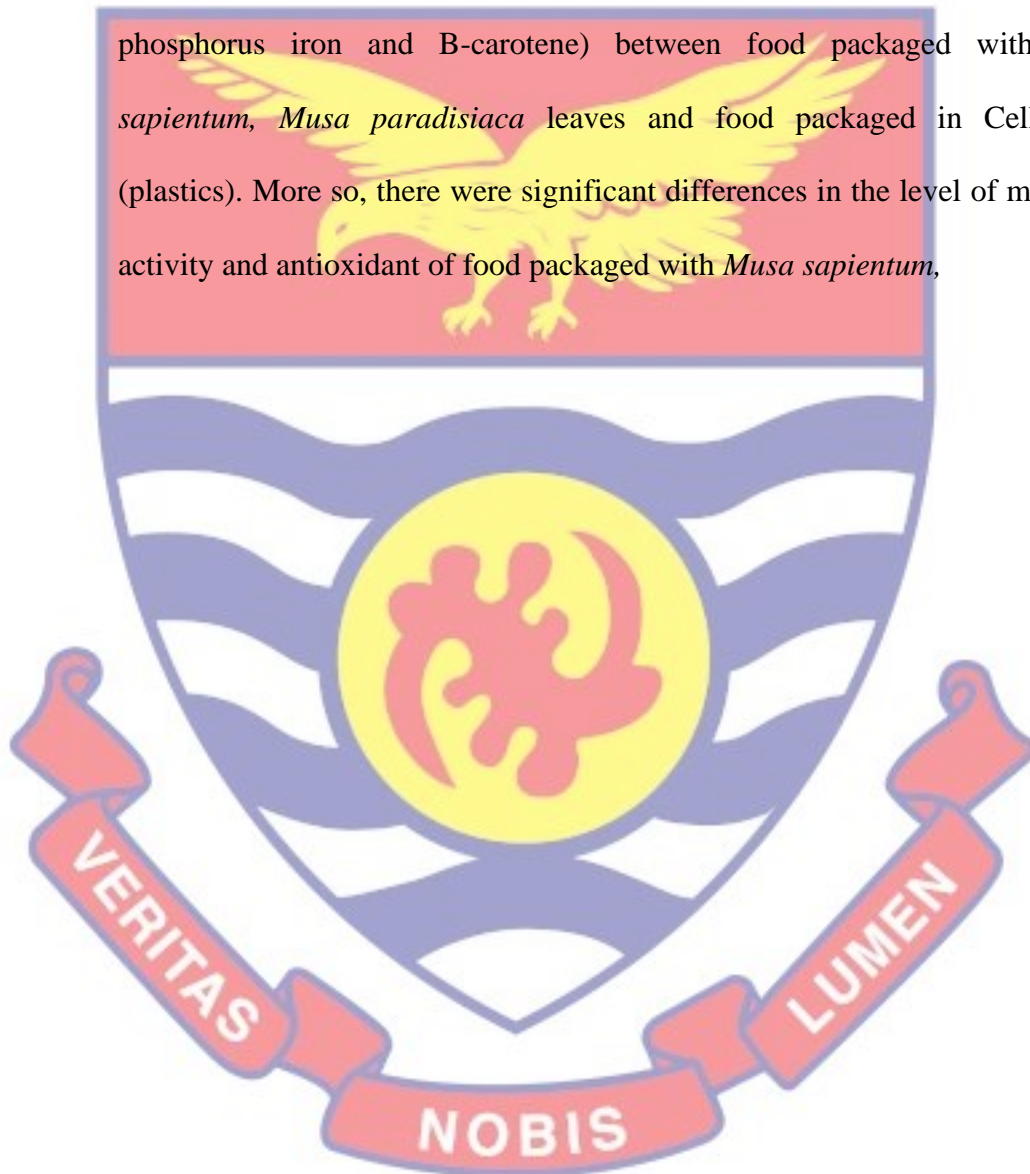 phosphorus iron and B-carotene) between food packaged with
sapientum, Musa paradisiaca leaves and food packaged in
(plastics). More so, there were significant differences in the level of
activity and antioxidant of food packaged with Musa sapientum,
VERITAS
NOBIS
LUMEN